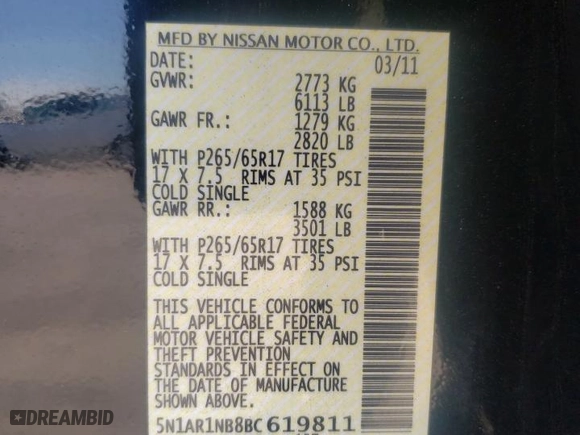 MFD BY NISSAN MOTOR CO., LTD.
DATE: 03/11
GVWR: 2773 KG
6113 LB
GAWR FR.: 1279 KG
2820 LB
WITH P265/65R17 TIRES
17 X 7.5 RIMS AT 35 PSI
COLD SINGLE
GAWR RR.: 1588 KG
3501 LB
WITH P265/65R17 TIRES
17 X 7.5 RIMS AT 35 PSI
COLD SINGLE
THIS VEHICLE CONFORMS TO
ALL APPLICABLE FEDERAL
MOTOR VEHICLE SAFETY AND
THEFT PREVENTION
STANDARDS IN EFFECT ON
THE DATE OF MANUFACTURE
SHOWN ABOVE.
5N1AR1NB8BC619811
DREAMBID